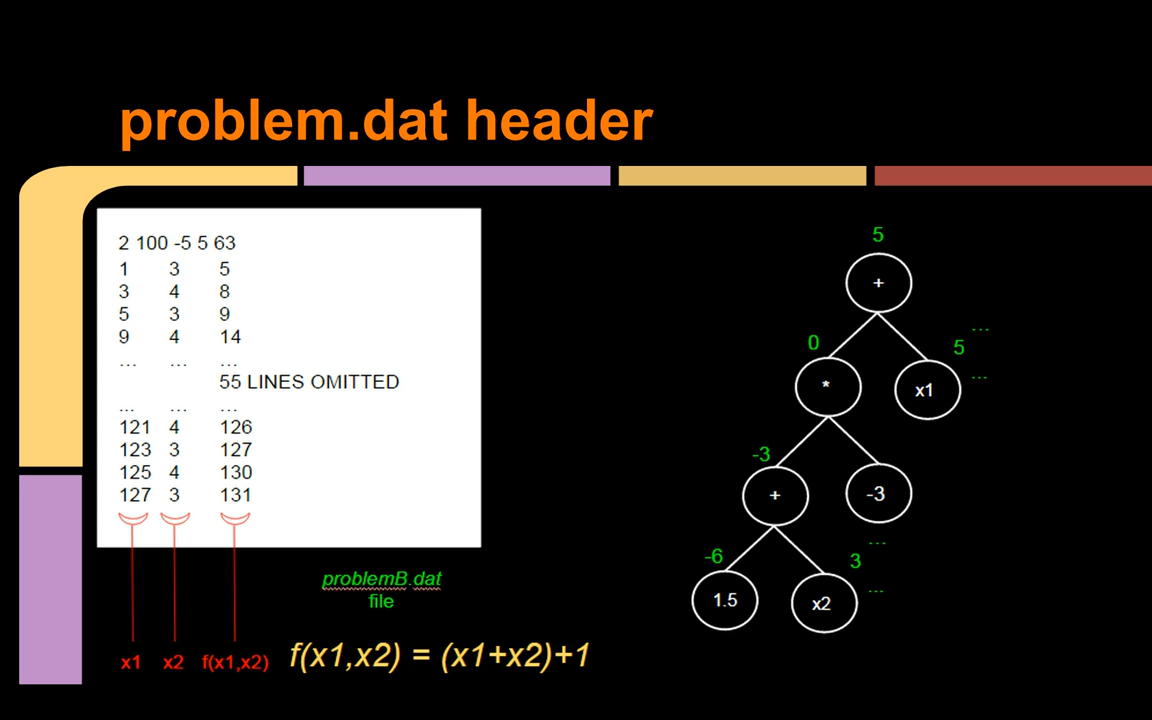 problem.dat header
2 100 -5 5 63
1 3 5
3 4 8
5 3 9
9 4 14
... ... ...
55 LINES OMITTED
... ... ...
121 4 126
123 3 127
125 4 130
127 3 131
problemB.dat
file
x1 x2 f(x1,x2)
f(x1,x2) = (x1+x2)+1
5
+
...
0
5
*
x1
...
-3
+
-3
...
-6
3
1.5
x2
...